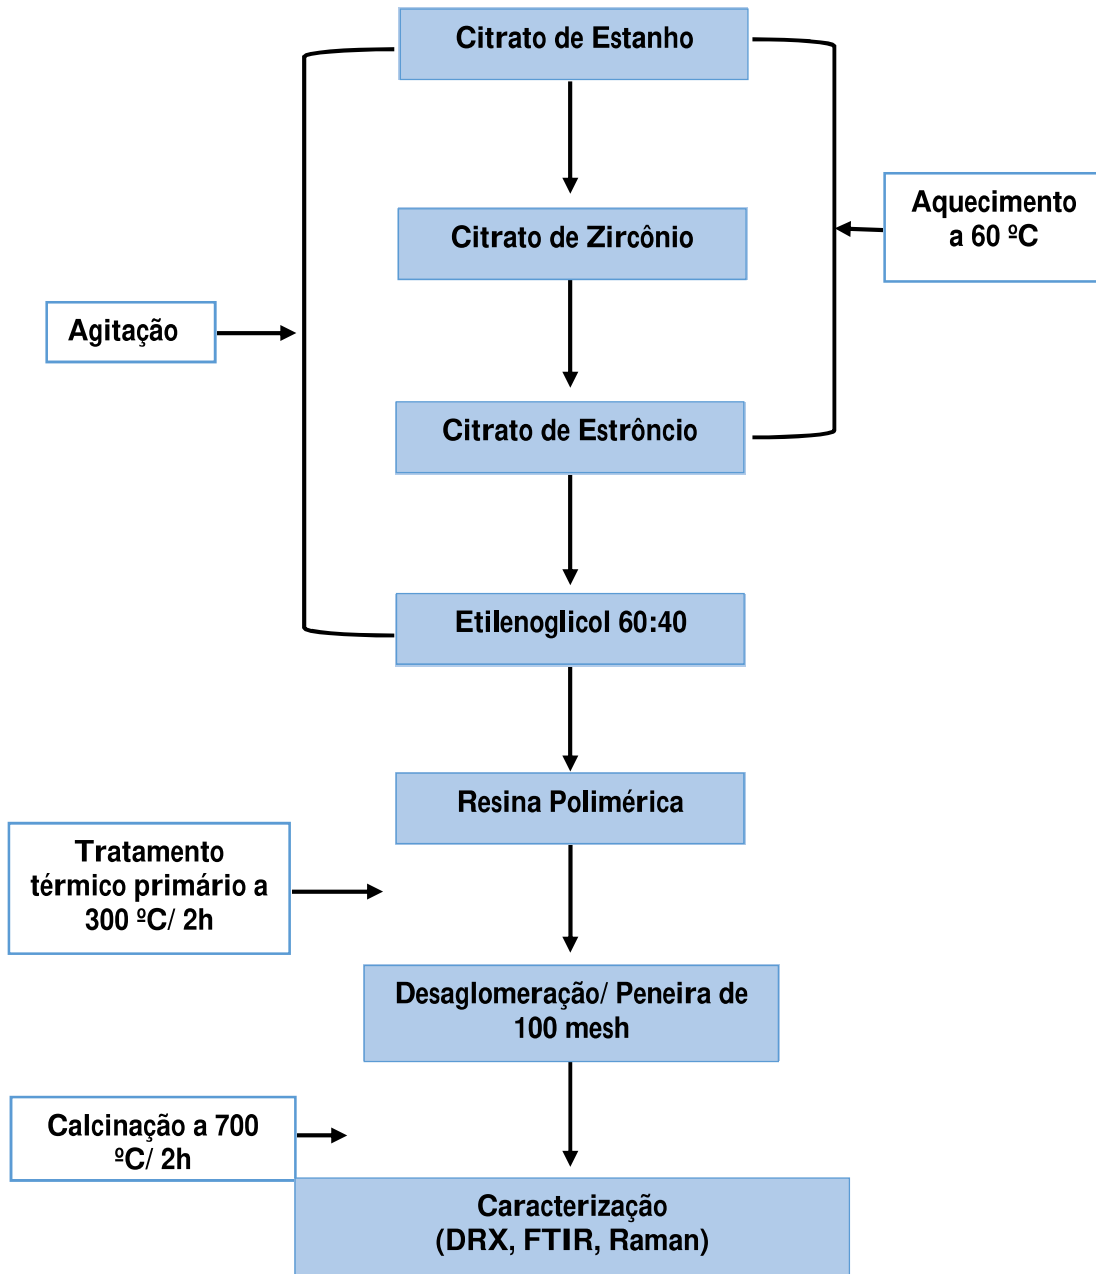 Citrato de Estanho
Aquecimento
a 60 ºC
Citrato de Zircônio
Agitação
Citrato de Estrôncio
Etilenoglicol 60:40
Resina Polimérica
Tratamento
térmico primário a
300 ºC/ 2h
Desaglomeração/ Peneira de
100 mesh
Calcinação a 700
ºC/ 2h
Caracterização
(DRX, FTIR, Raman)